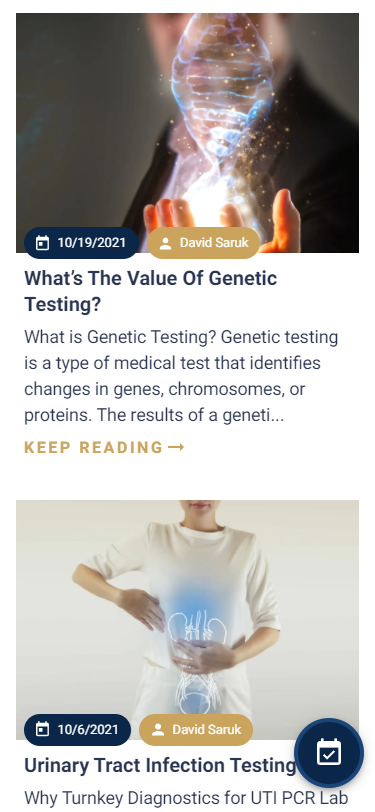 10/19/2021 David Saruk
What's The Value Of Genetic
Testing?
What is Genetic Testing? Genetic testing
is a type of medical test that identifies
changes in genes, chromosomes, or
proteins. The results of a geneti...
KEEP READING
10/6/2021 David Saruk
Urinary Tract Infection Testing
Why Turnkey Diagnostics for UTI PCR Lab